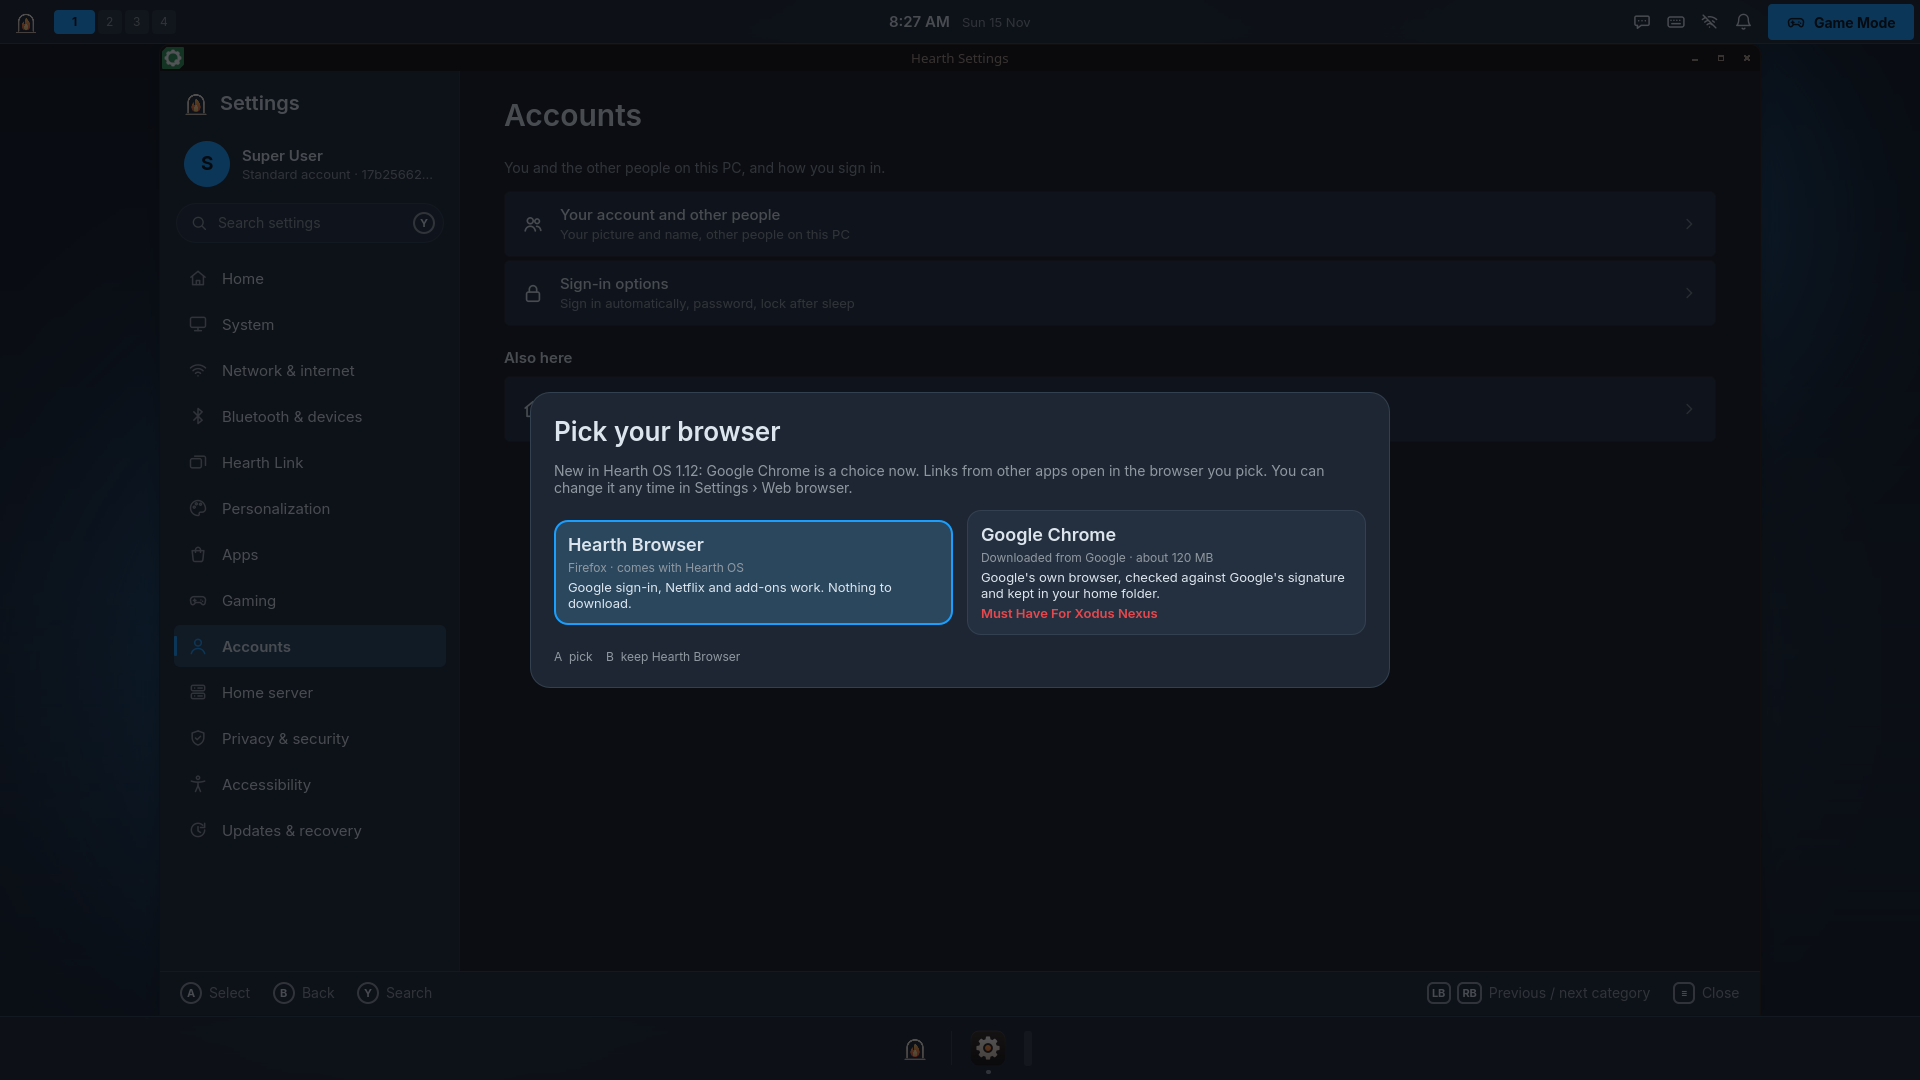 1 2 3 4
8:27 AM Sun 15 Nov
Game Mode
Hearth Settings
Settings
S
Super User
Standard account · 17b25662...
Search settings
Y
Home
System
Network & internet
Bluetooth & devices
Hearth Link
Personalization
Apps
Gaming
Accounts
Home server
Privacy & security
Accessibility
Updates & recovery
Accounts
You and the other people on this PC, and how you sign in.
Your account and other people
Your picture and name, other people on this PC
Sign-in options
Sign in automatically, password, lock after sleep
Also here
Pick your browser
New in Hearth OS 1.12: Google Chrome is a choice now. Links from other apps open in the browser you pick. You can
change it any time in Settings › Web browser.
Hearth Browser
Firefox · comes with Hearth OS
Google sign-in, Netflix and add-ons work. Nothing to
download.
Google Chrome
Downloaded from Google · about 120 MB
Google's own browser, checked against Google's signature
and kept in your home folder.
Must Have For Xodus Nexus
A pick B keep Hearth Browser
A Select B Back Y Search
LB RB Previous / next category ≡ Close